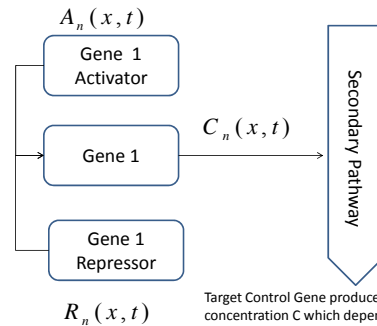 A_n(x,t)
Gene 1
Activator
Gene 1
C_n(x,t)
Gene 1
Repressor
R_n(x,t)
Secondary Pathway
Target Control Gene produce
concentration C which depen